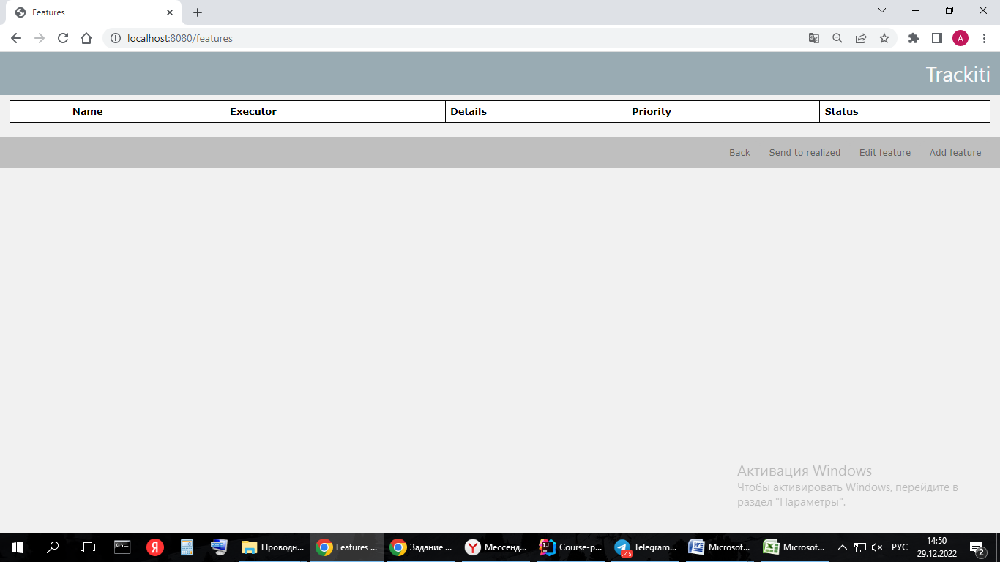 Features
localhost:8080/features
A
Trackiti
Name Executor Details Priority Status
Back Send to realized Edit feature Add feature
Активация Windows
Чтобы активировать Windows, перейдите в
раздел "Параметры".
Я Проводн... Features ... Задание ... Мессенд... Course-p... Telegram... Microsof... Microsof... РУС 14:50
45 29.12.2022 2